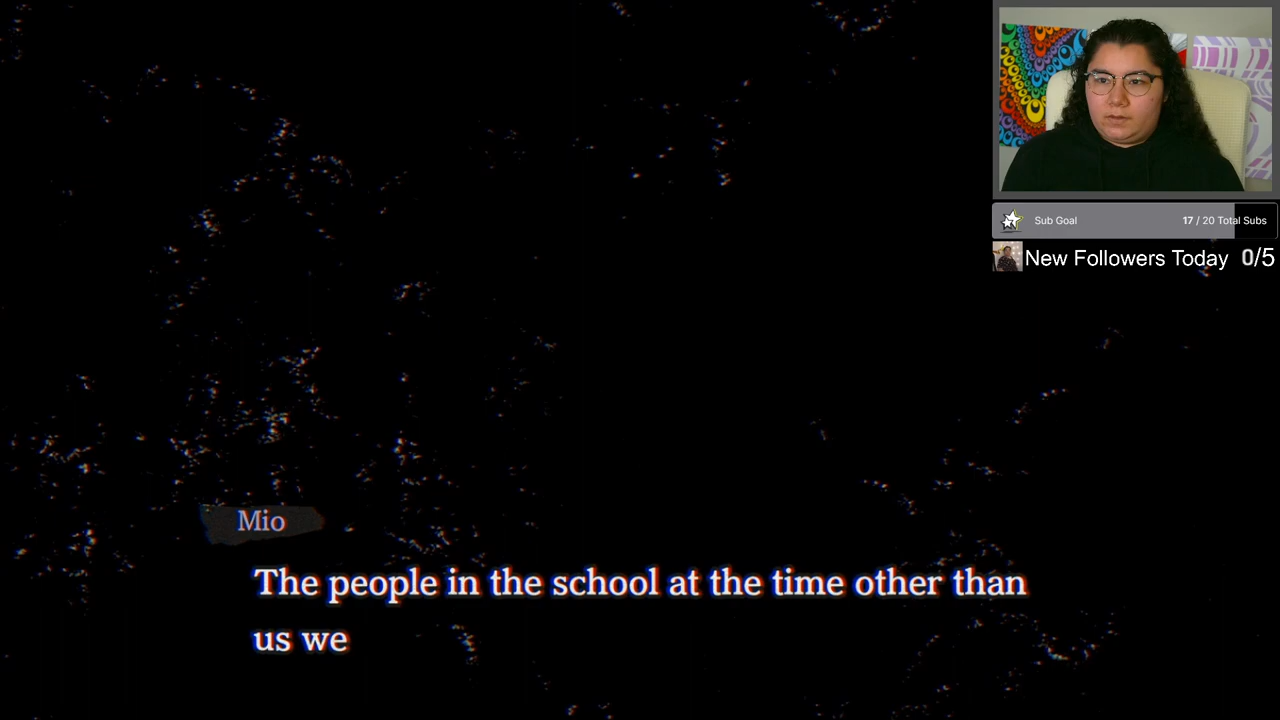 Sub Goal 17 / 20 Total Subs
New Followers Today 0/5
Mio
The people in the school at the time other than
us we